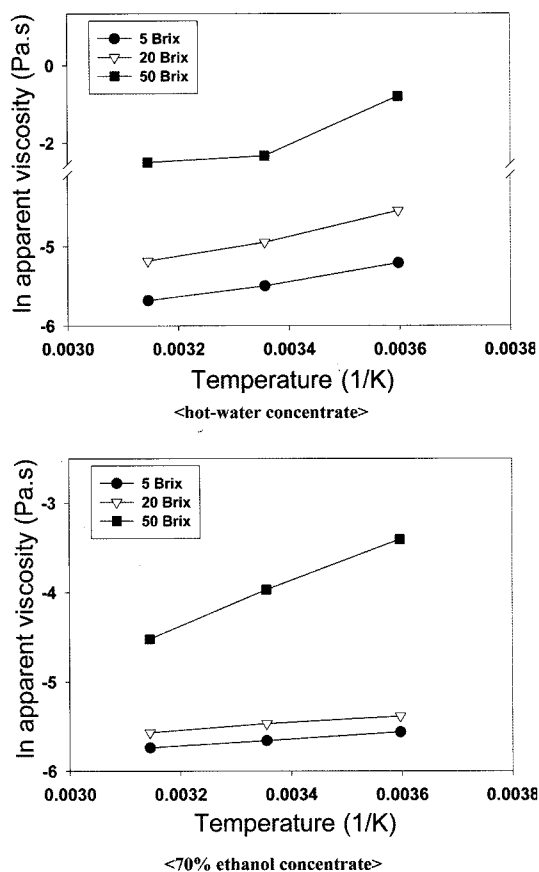 5 Brix
20 Brix
50 Brix
ln apparent viscosity (Pa.s)
0
-2
-5
-6
0.0030 0.0032 0.0034 0.0036 0.0038
Temperature (1/K)
<hot-water concentrate>
5 Brix
20 Brix
50 Brix
ln apparent viscosity (Pa.s)
-3
-4
-5
-6
0.0030 0.0032 0.0034 0.0036 0.0038
Temperature (1/K)
<70% ethanol concentrate>